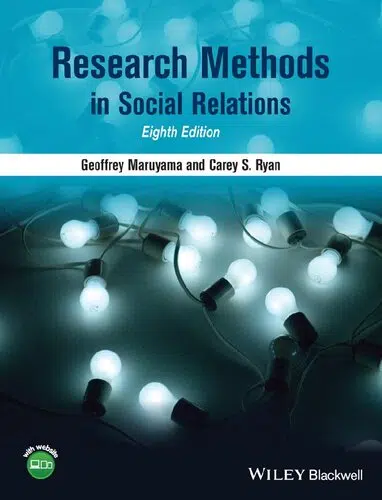 Research Methods
in Social Relations
Eighth Edition
Geoffrey Maruyama and Carey S. Ryan
with website
WILEY Blackwell